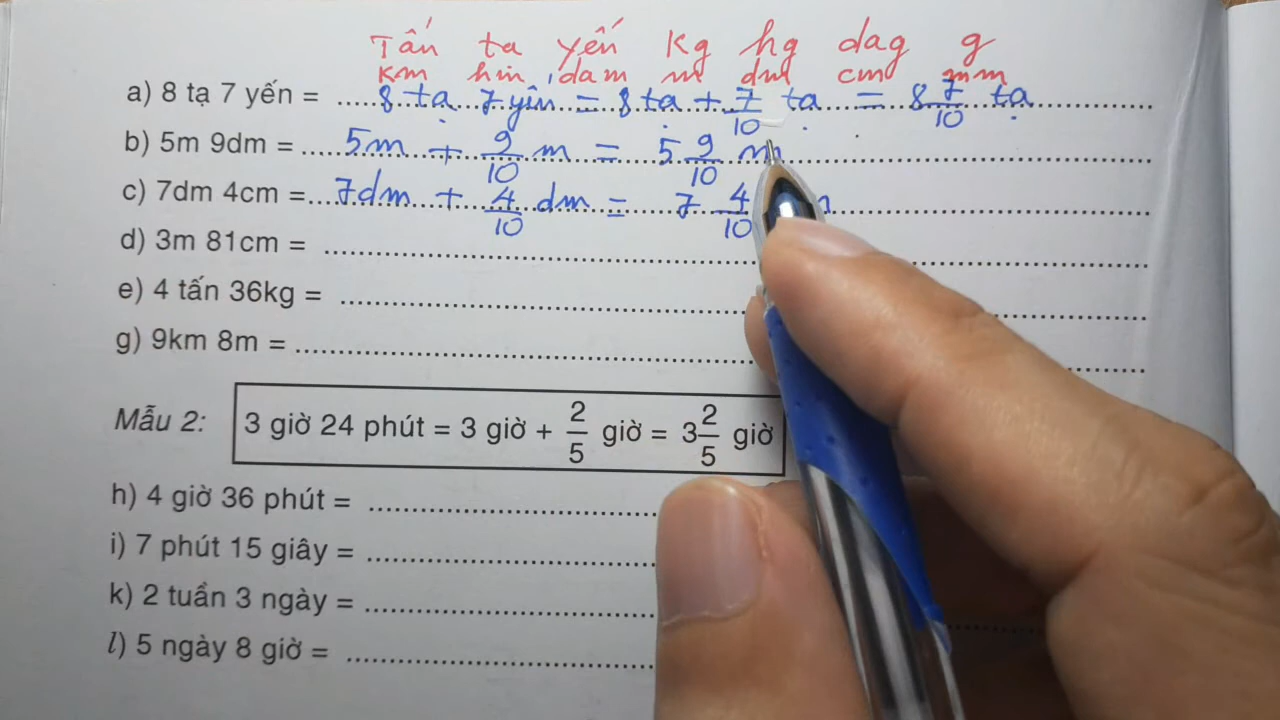 Tấn tạ yến Kg hg dag g
km hm dam m dm cm mm
a) 8 tạ 7 yến = 8 tạ 7 yến = 8 tạ + 7/10 tạ = 8 7/10 tạ
b) 5m 9dm = 5m + 9/10 m = 5 9/10 m
c) 7dm 4cm = 7dm + 4/10 dm = 7 4/10
d) 3m 81cm =
e) 4 tấn 36kg =
g) 9km 8m =
Mẫu 2: 3 giờ 24 phút = 3 giờ + 2/5 giờ = 3 2/5 giờ
h) 4 giờ 36 phút =
i) 7 phút 15 giây =
k) 2 tuần 3 ngày =
l) 5 ngày 8 giờ =